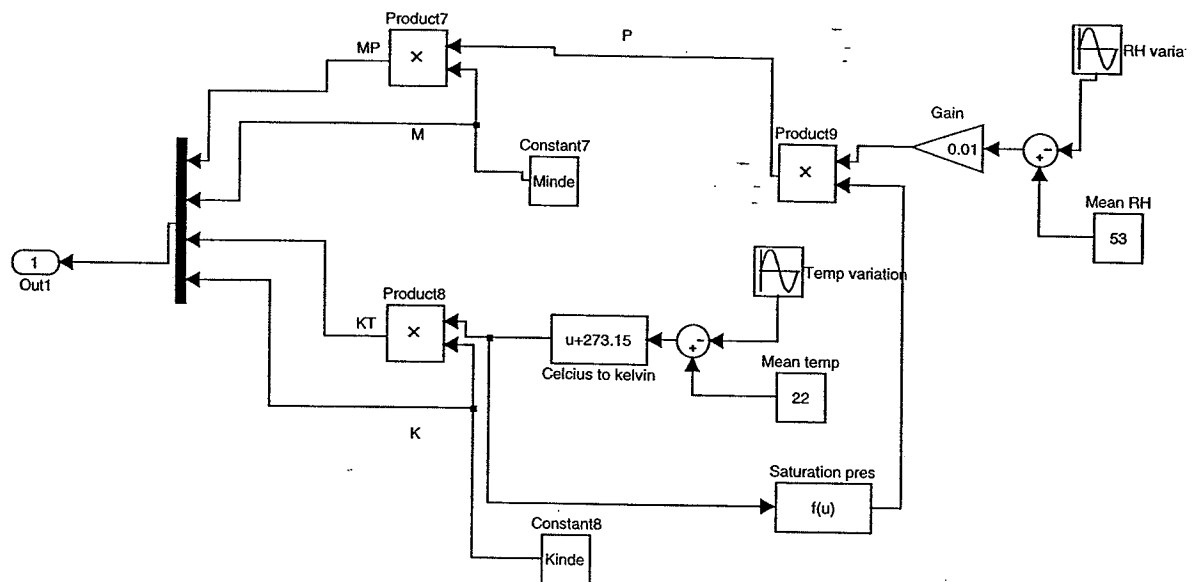 Product7
MP
×
P
RH varia
Gain
0.01
M
Constant7
Minde
Product9
×
+
-
Mean RH
53
1
Out1
Temp variation
Product8
KT
×
u+273.15
Celcius to kelvin
+
-
Mean temp
22
K
Saturation pres
f(u)
Constant8
Kinde